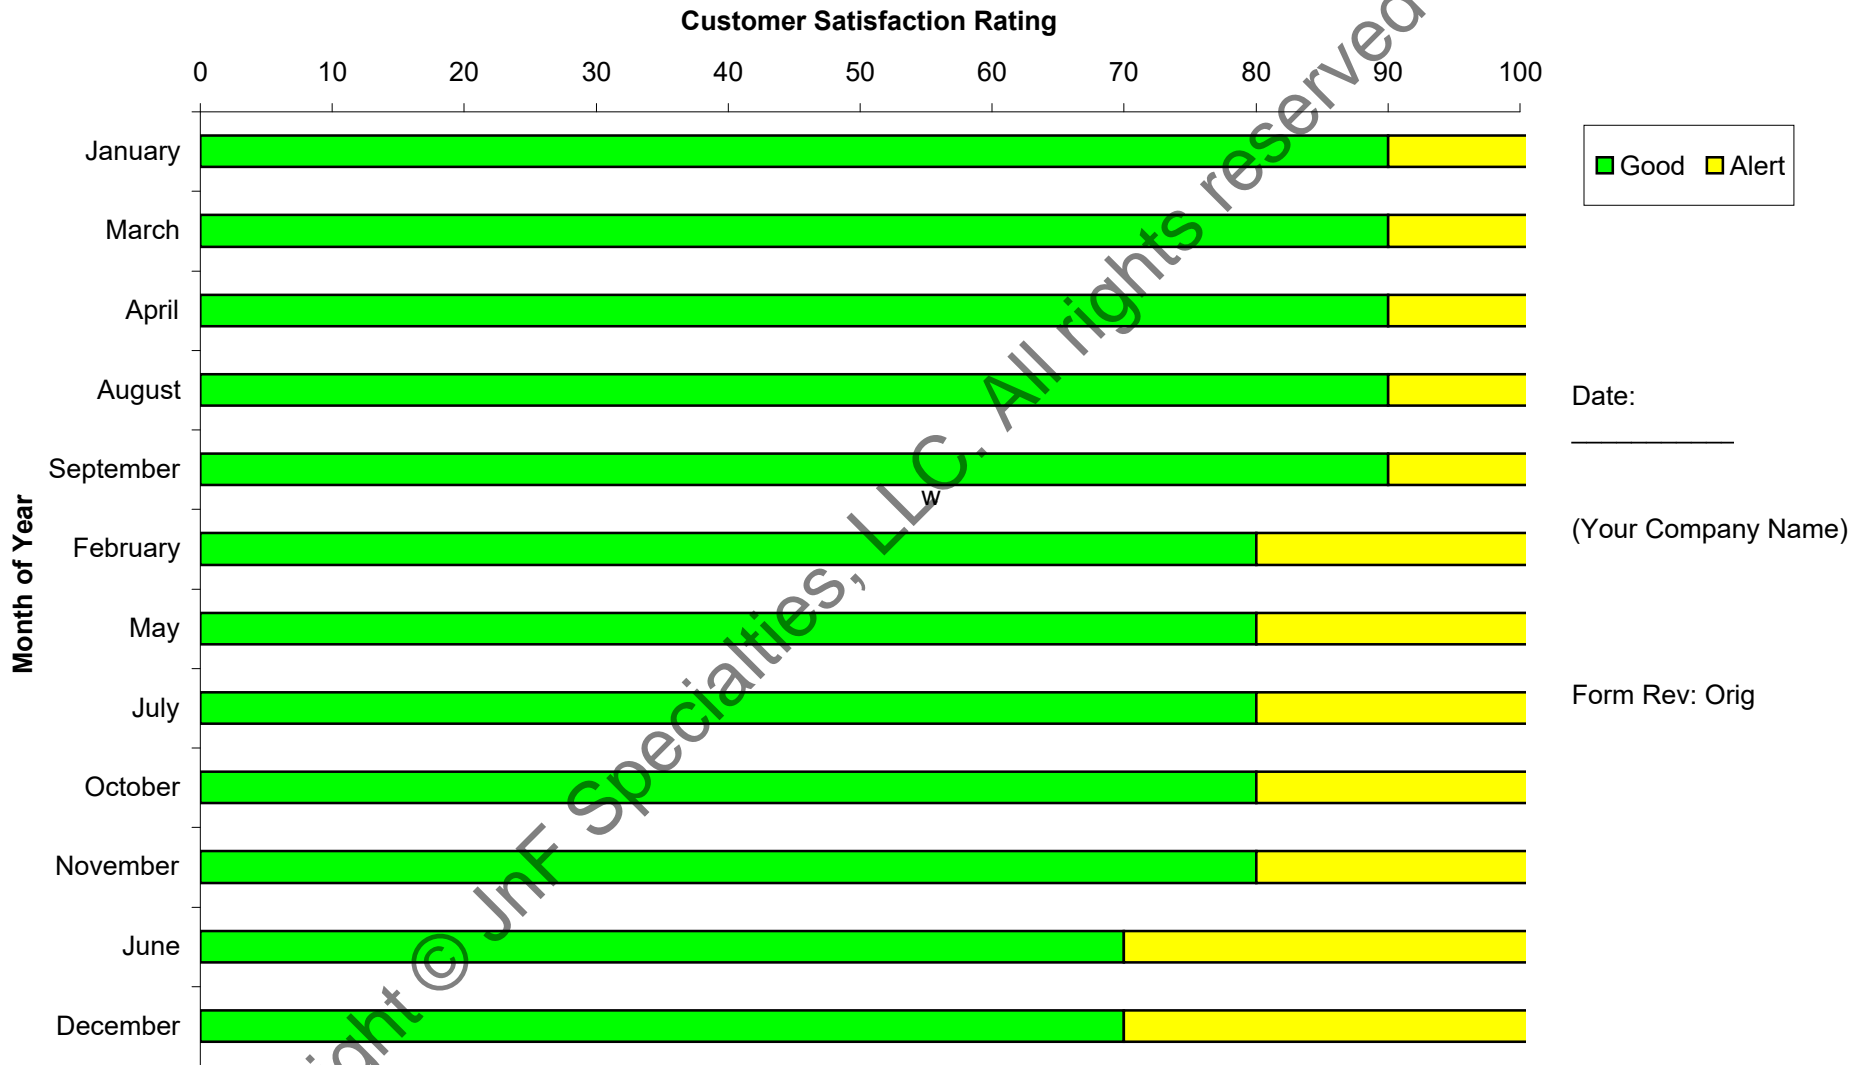 Customer Satisfaction Rating
0 10 20 30 40 50 60 70 80 90 100
January
March
April
August
September
February
May
July
October
November
June
December
Month of Year
Good Alert
Date:
___________
(Your Company Name)
Form Rev: Orig
w
ight © JnF Specialties, LLC. All rights reserved